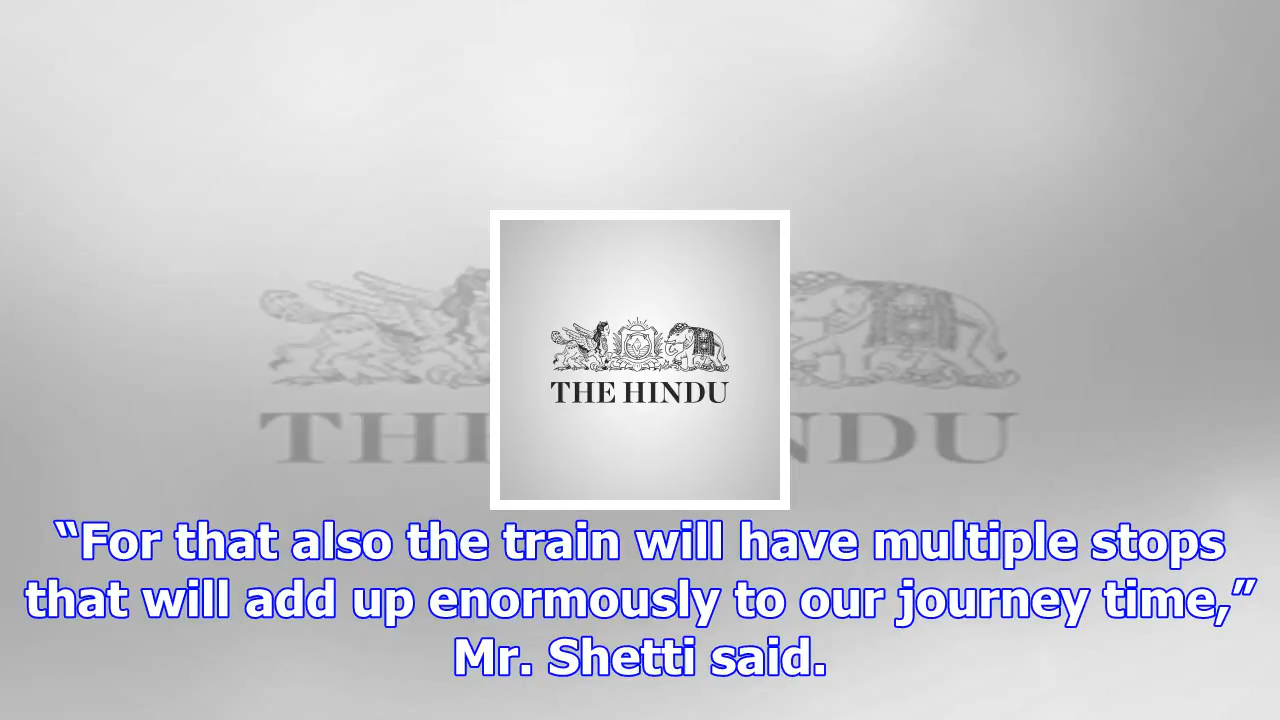 THE HINDU
“For that also the train will have multiple stops
that will add up enormously to our journey time,”
Mr. Shetti said.